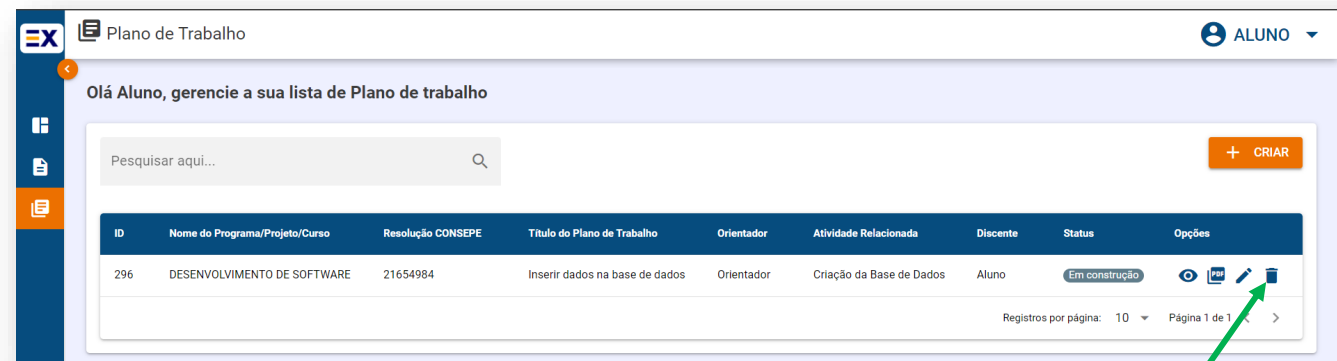 EX Plano de Trabalho ALUNO
Olá Aluno, gerencie a sua lista de Plano de trabalho
Pesquisar aqui... + CRIAR
ID Nome do Programa/Projeto/Curso Resolução CONSEPE Título do Plano de Trabalho Orientador Atividade Relacionada Discente Status Opções
296 DESENVOLVIMENTO DE SOFTWARE 21654984 Inserir dados na base de dados Orientador Criação da Base de Dados Aluno Em construção PDF
Registros por página: 10 Página 1 de 1